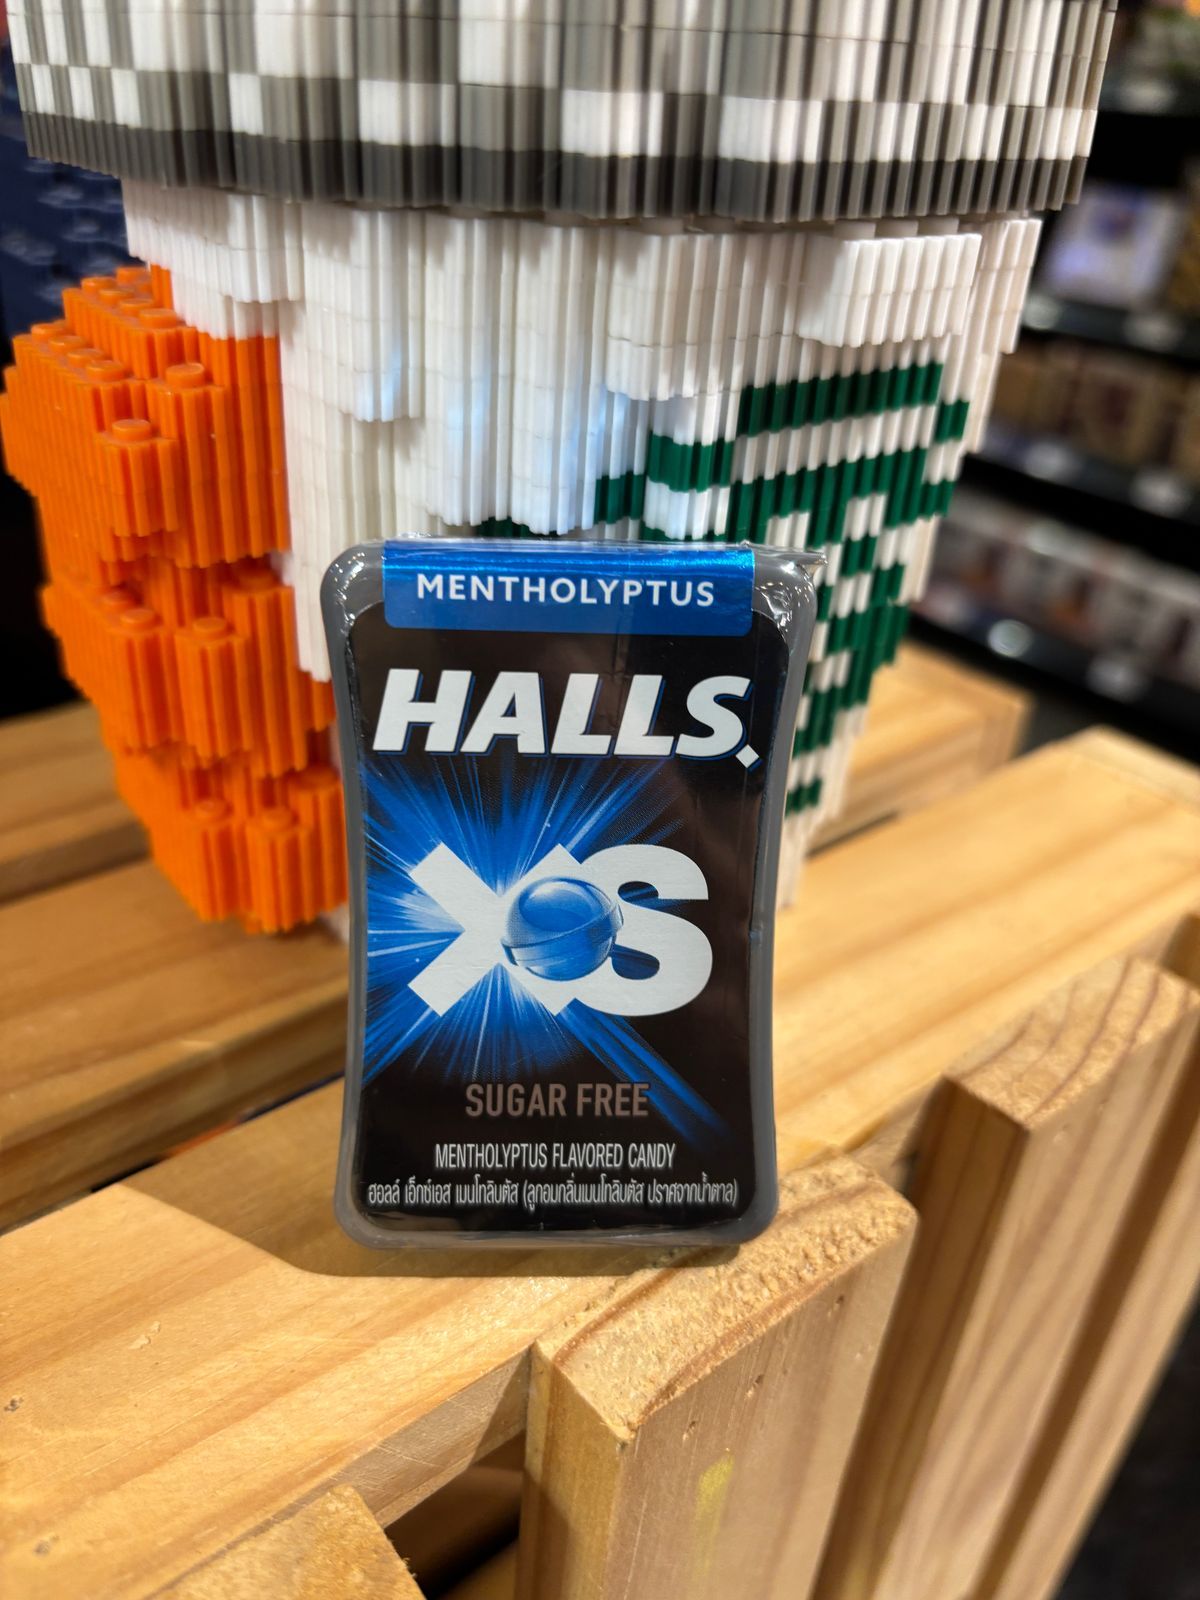 MENTHOLYPTUS
HALLS
XS
SUGAR FREE
MENTHOLYPTUS FLAVORED CANDY
ฮอลล์ เอ็กซ์เอส เมนโทลิปตัส (ลูกอมกลิ่นเมนโทลิปตัส ปราศจากน้ำตาล)